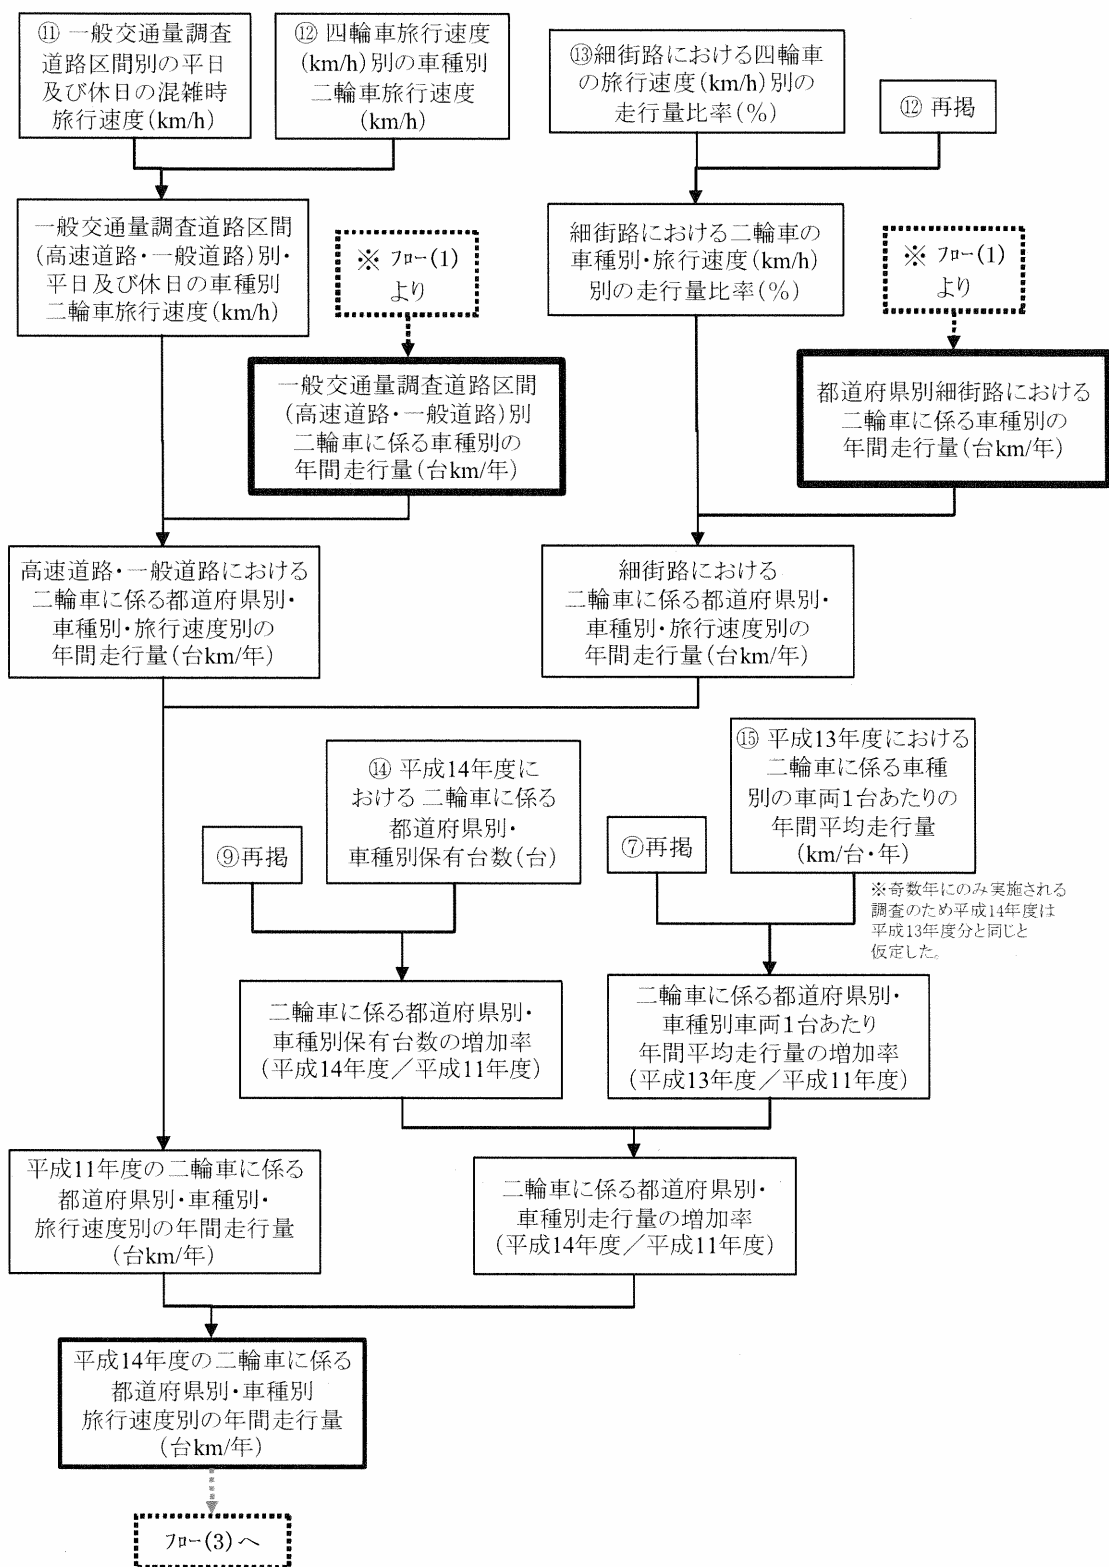 ⑪ 一般交通量調査
道路区間別の平日
及び休日の混雑時
旅行速度(km/h)
⑫ 四輪車旅行速度
(km/h)別の車種別
二輪車旅行速度
(km/h)
⑬細街路における四輪車
の旅行速度(km/h)別の
走行量比率(%)
⑫ 再掲
一般交通量調査道路区間
(高速道路・一般道路)別・
平日及び休日の車種別
二輪車旅行速度(km/h)
※ フロー(1)
より
細街路における二輪車の
車種別・旅行速度(km/h)
別の走行量比率(%)
※ フロー(1)
より
一般交通量調査道路区間
(高速道路・一般道路)別
二輪車に係る車種別の
年間走行量(台km/年)
都道府県別細街路における
二輪車に係る車種別の
年間走行量(台km/年)
高速道路・一般道路における
二輪車に係る都道府県別・
車種別・旅行速度別の
年間走行量(台km/年)
細街路における
二輪車に係る都道府県別・
車種別・旅行速度別の
年間走行量(台km/年)
⑨再掲
⑭ 平成14年度に
おける二輪車に係る
都道府県別・
車種別保有台数(台)
⑦再掲
⑮ 平成13年度における
二輪車に係る車種
別の車両1台あたりの
年間平均走行量
(km/台・年)
※奇数年にのみ実施される
調査のため平成14年度は
平成13年度分と同じと
仮定した。
二輪車に係る都道府県別・
車種別保有台数の増加率
(平成14年度/平成11年度)
二輪車に係る都道府県別・
車種別車両1台あたり
年間平均走行量の増加率
(平成13年度/平成11年度)
平成11年度の二輪車に係る
都道府県別・車種別・
旅行速度別の年間走行量
(台km/年)
二輪車に係る都道府県別・
車種別走行量の増加率
(平成14年度/平成11年度)
平成14年度の二輪車に係る
都道府県別・車種別
旅行速度別の年間走行量
(台km/年)
フロー(3)へ